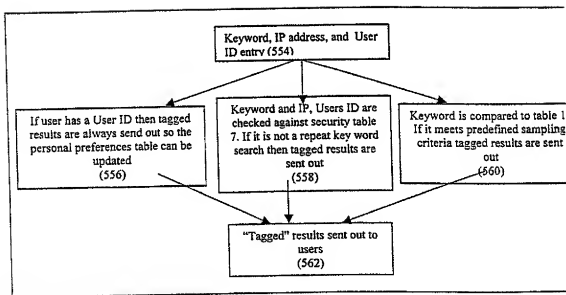 Keyword, IP address, and User
ID entry (554)
If user has a User ID then tagged
results are always send out so the
personal preferences table can be
updated
(556)
Keyword and IP, Users ID are
checked against security table
7. If it is not a repeat key word
search then tagged results are
sent out
(558)
Keyword is compared to table 1
If it meets predefined sampling
criteria tagged results are sent
out
(560)
"Tagged" results sent out to
users
(562)